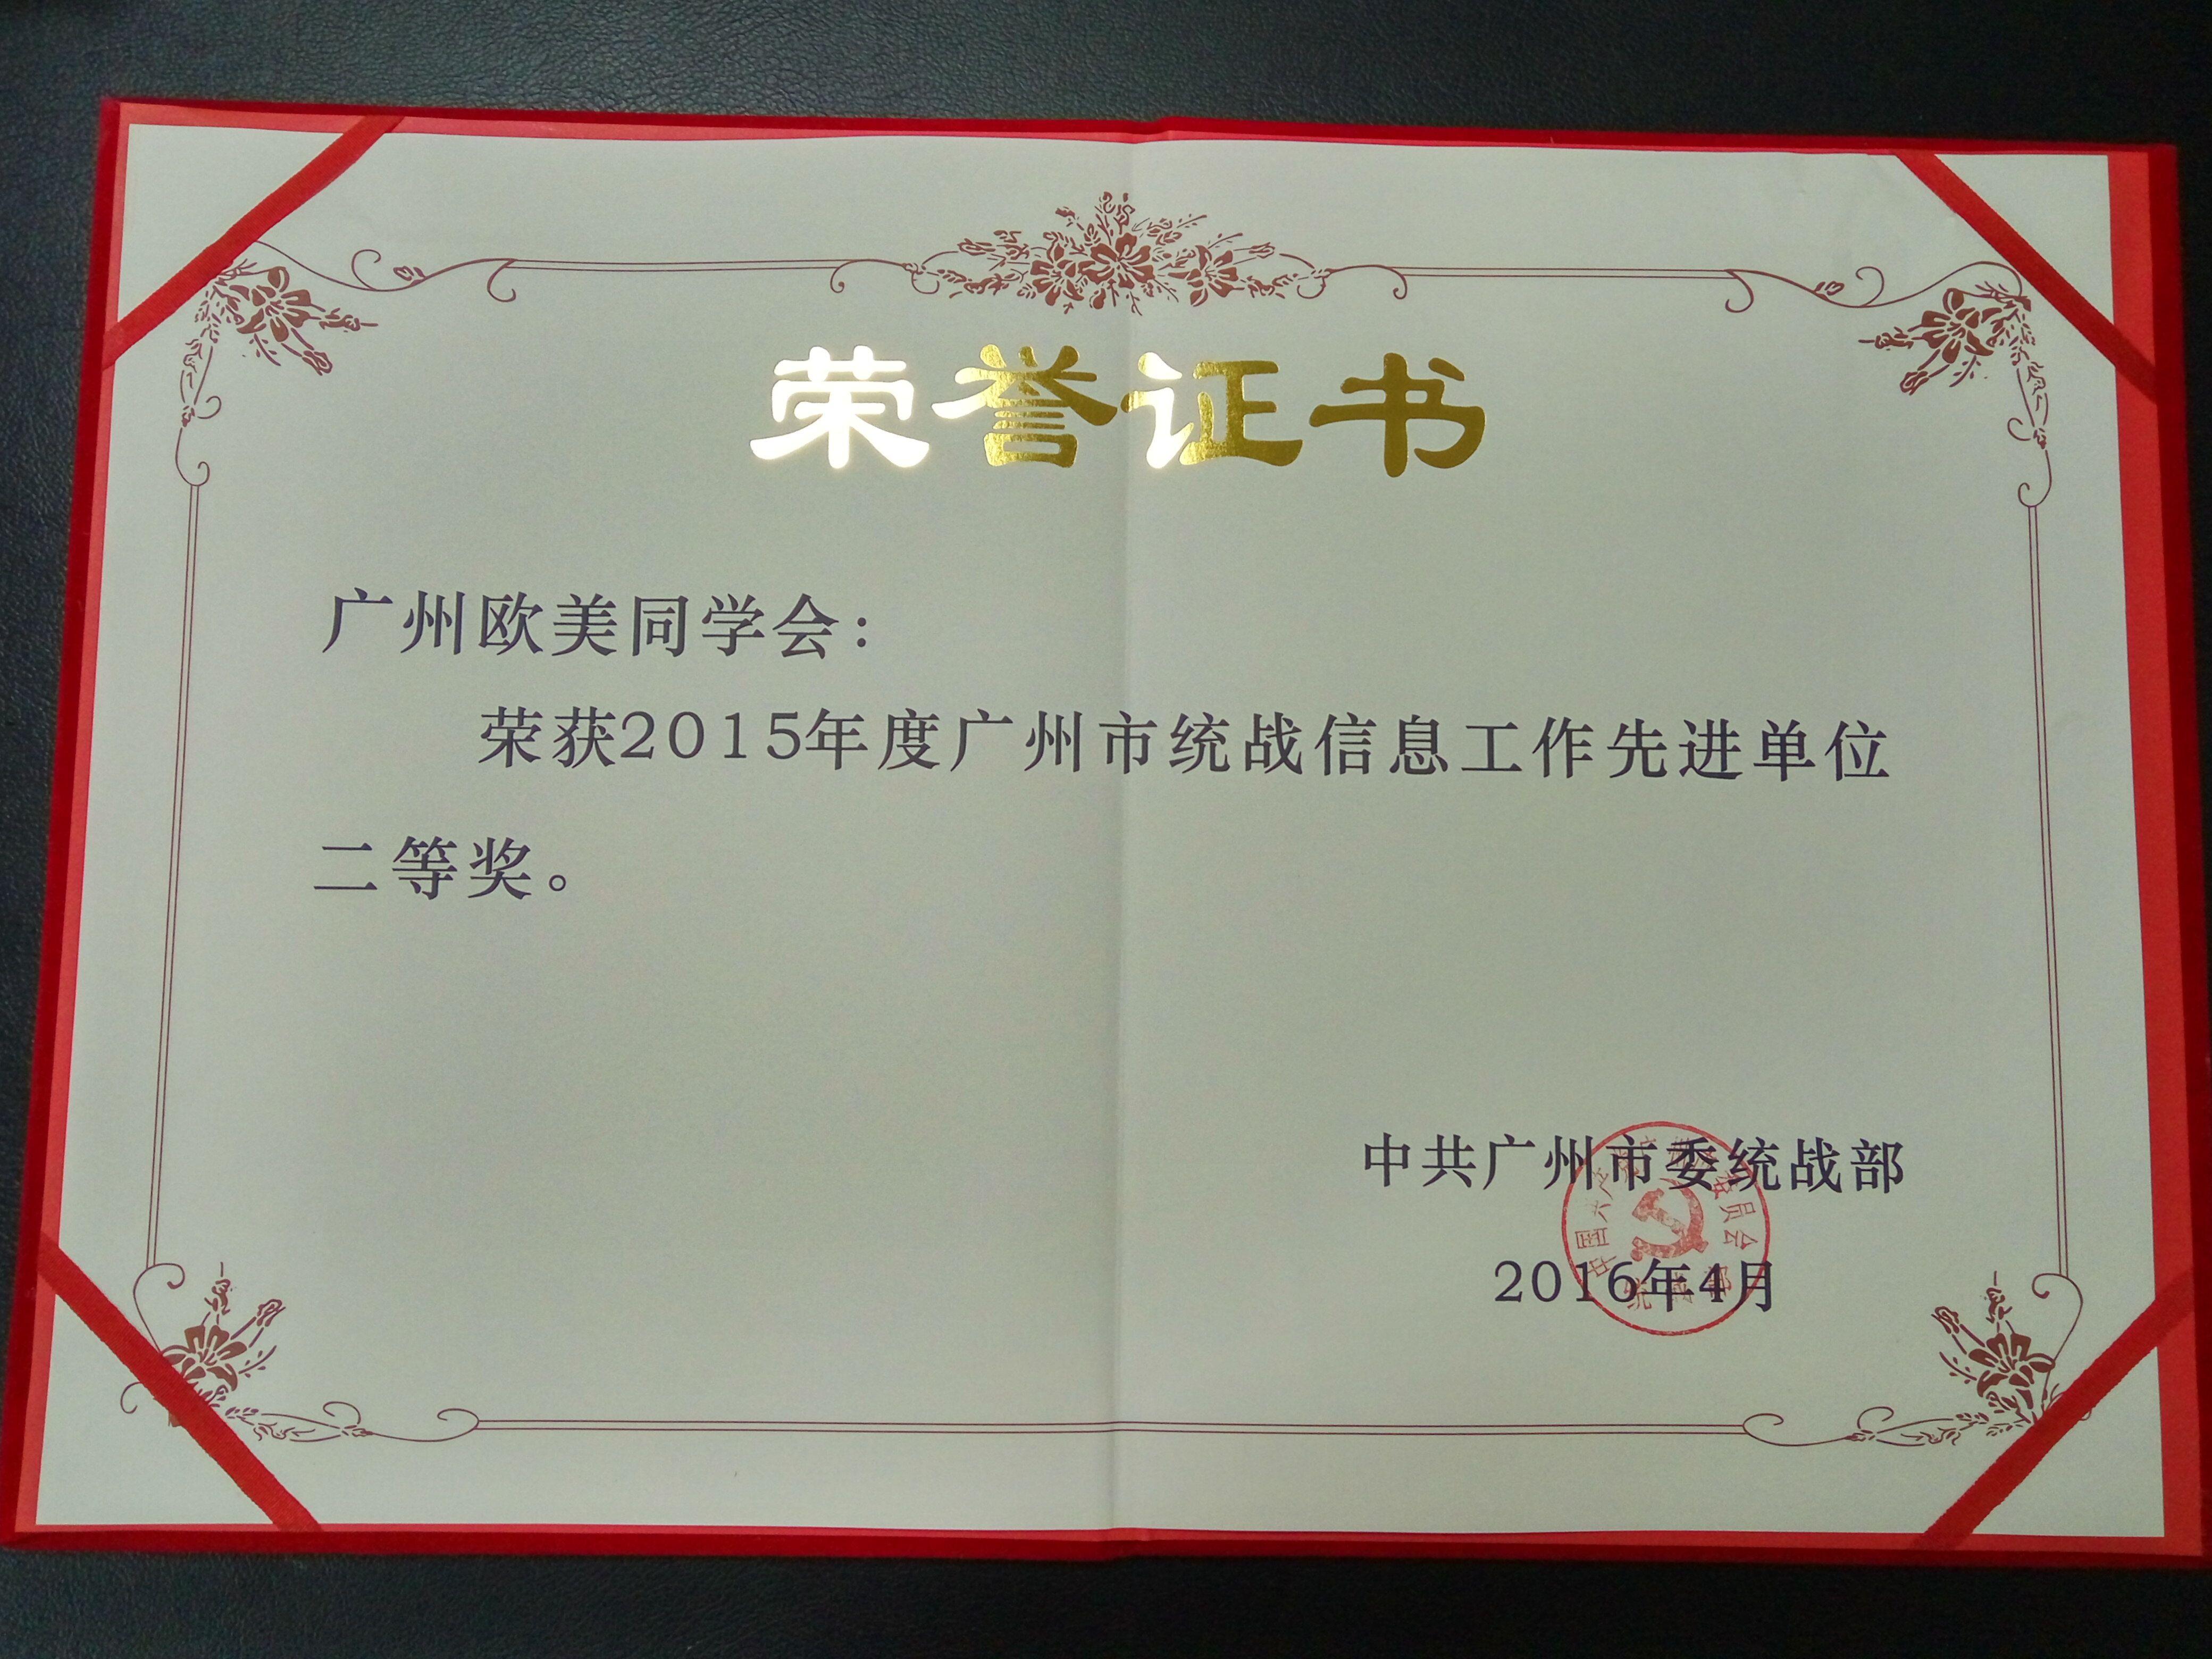 荣誉证书
广州欧美同学会：
荣获2015年度广州市统战信息工作先进单位
二等奖。
中共广州市委统战部
2016年4月